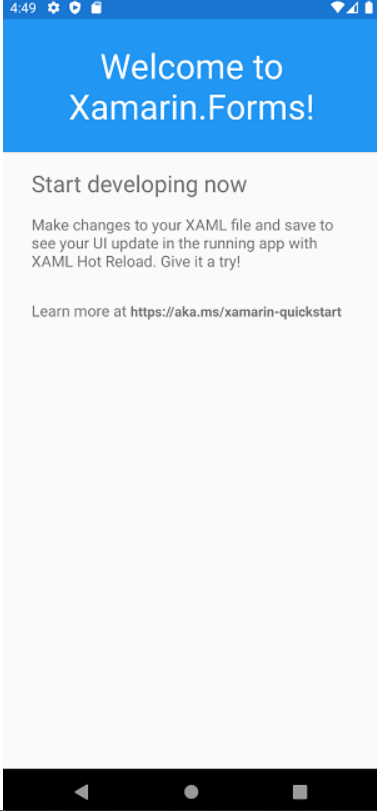 4:49
Welcome to
Xamarin.Forms!
Start developing now
Make changes to your XAML file and save to
see your UI update in the running app with
XAML Hot Reload. Give it a try!
Learn more at https://aka.ms/xamarin-quickstart